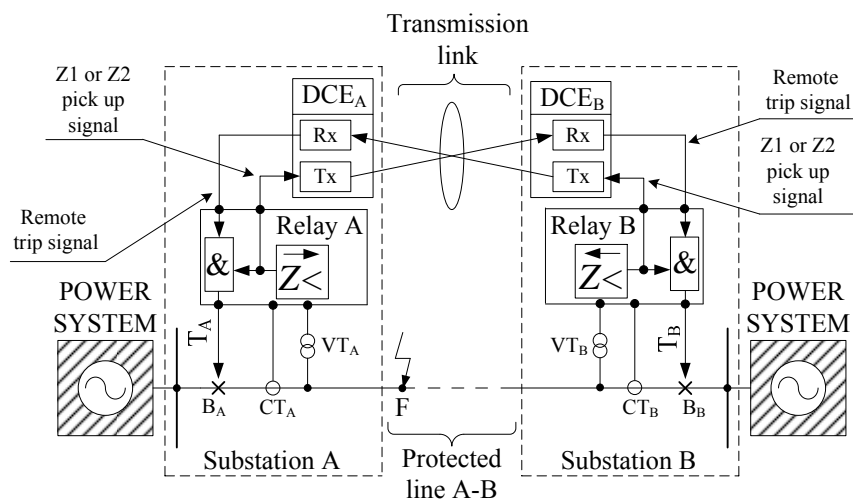 Transmission
link
Z1 or Z2
pick up
signal
DCE_A
Rx
Tx
DCE_B
Rx
Tx
Remote
trip signal
Z1 or Z2
pick up
signal
Remote
trip signal
Relay A
&
Z<
Relay B
Z<
&
POWER
SYSTEM
T_A
VT_A
B_A
CT_A
F
VT_B
T_B
CT_B
B_B
POWER
SYSTEM
Substation A
Protected
line A-B
Substation B